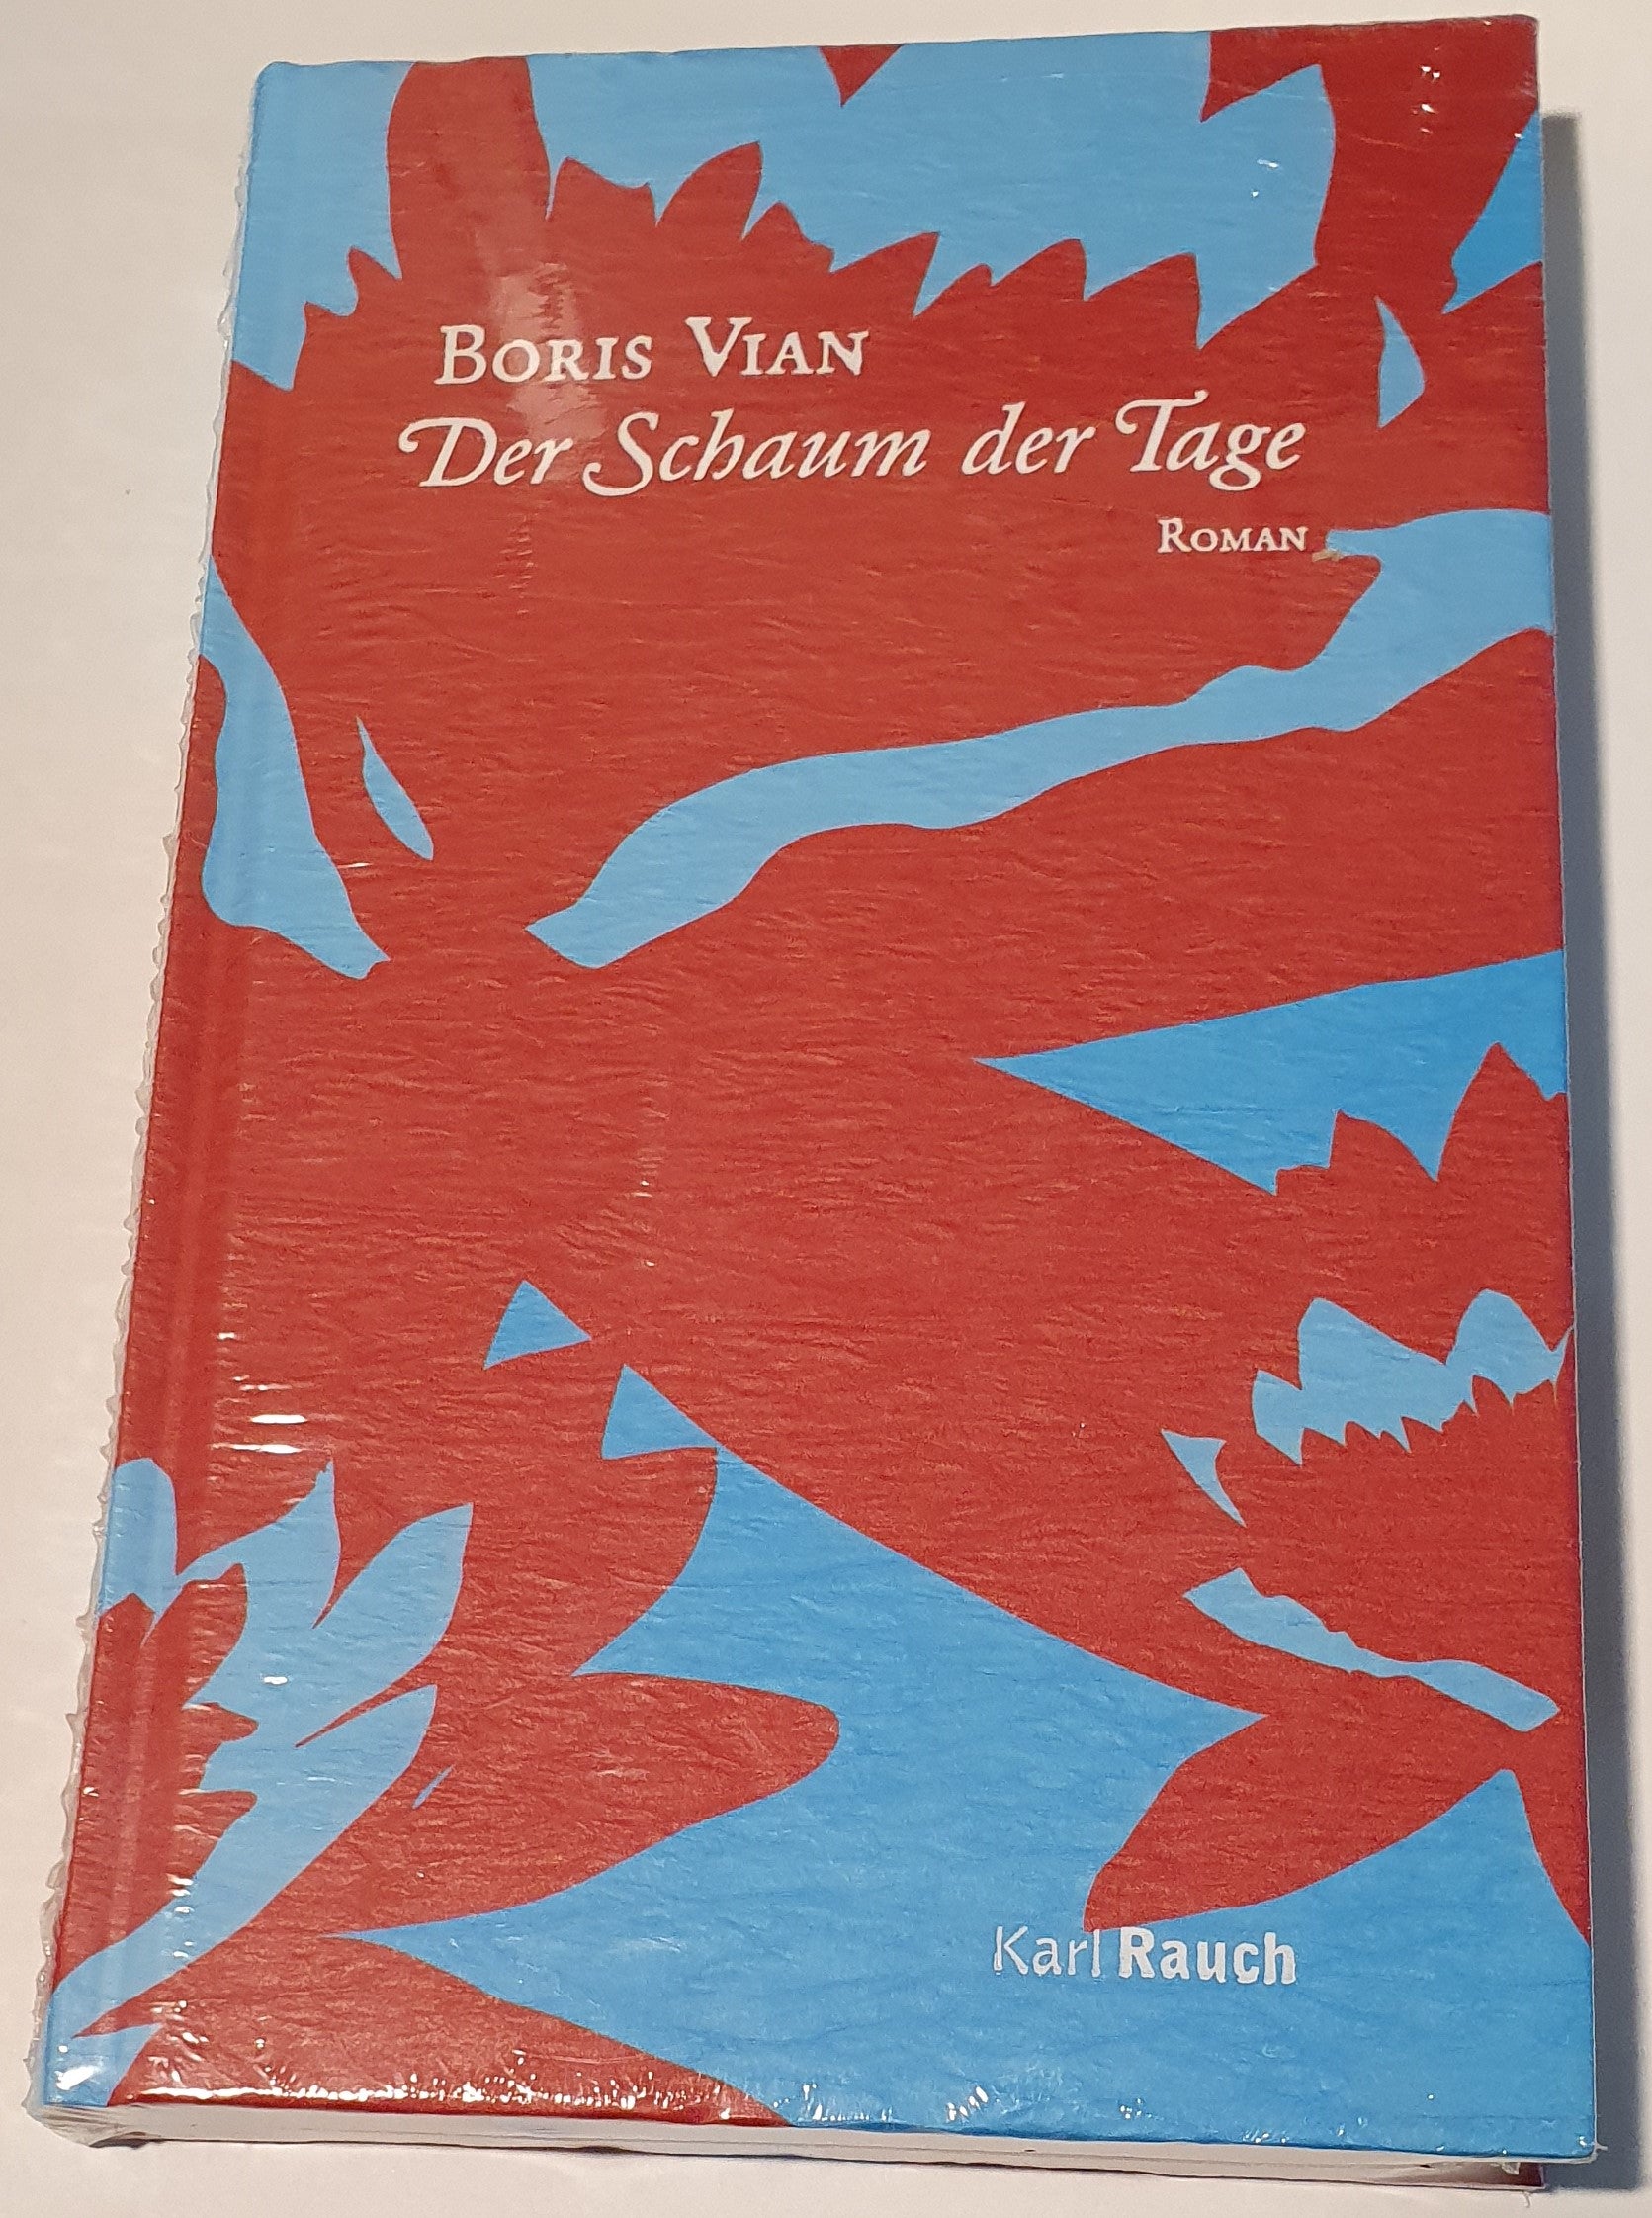 Boris Vian
Der Schaum der Tage
Roman
Karl Rauch